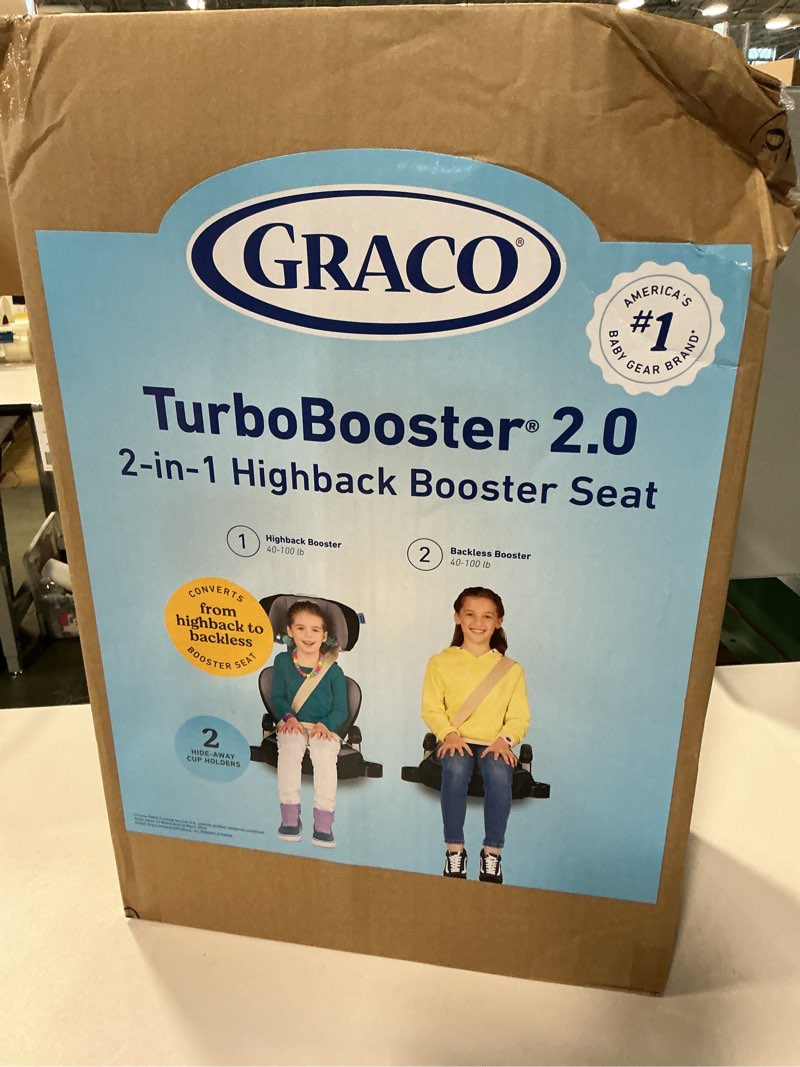 GRACO®
AMERICA'S
#1
BABY GEAR BRAND*
TurboBooster® 2.0
2-in-1 Highback Booster Seat
1 Highback Booster
40-100 lb
2 Backless Booster
40-100 lb
CONVERTS
from
highback to
backless
BOOSTER SEAT
2
HIDE-AWAY
CUP HOLDERS